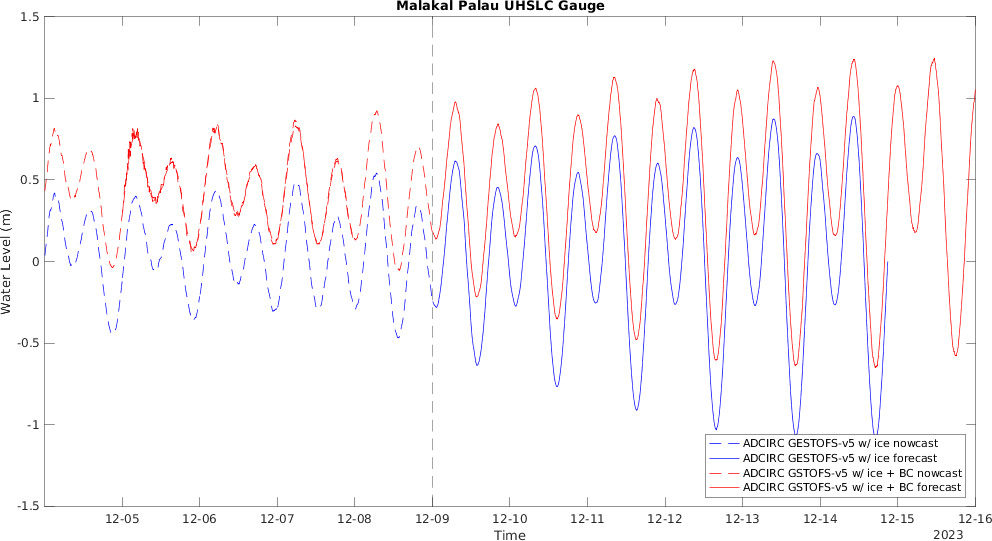 Malakal Palau UHSLC Gauge
1.5
1
0.5
0
-0.5
-1
-1.5
Water Level (m)
ADCIRC GESTOFS-v5 w/ ice nowcast
ADCIRC GESTOFS-v5 w/ ice forecast
ADCIRC GSTOFS-v5 w/ ice + BC nowcast
ADCIRC GSTOFS-v5 w/ ice + BC forecast
12-05 12-06 12-07 12-08 12-09 12-10 12-11 12-12 12-13 12-14 12-15 12-16
Time
2023